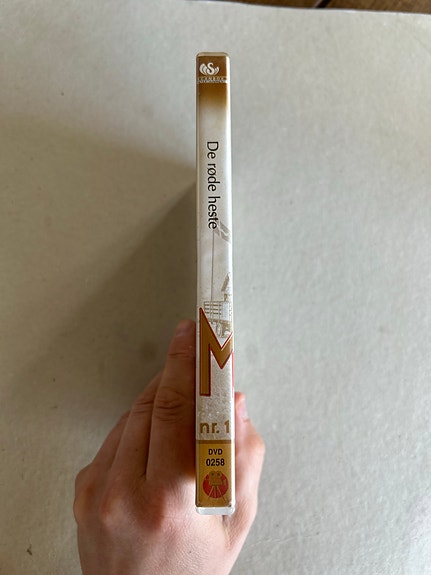 De røde heste
M
nr. 1
DVD
0258